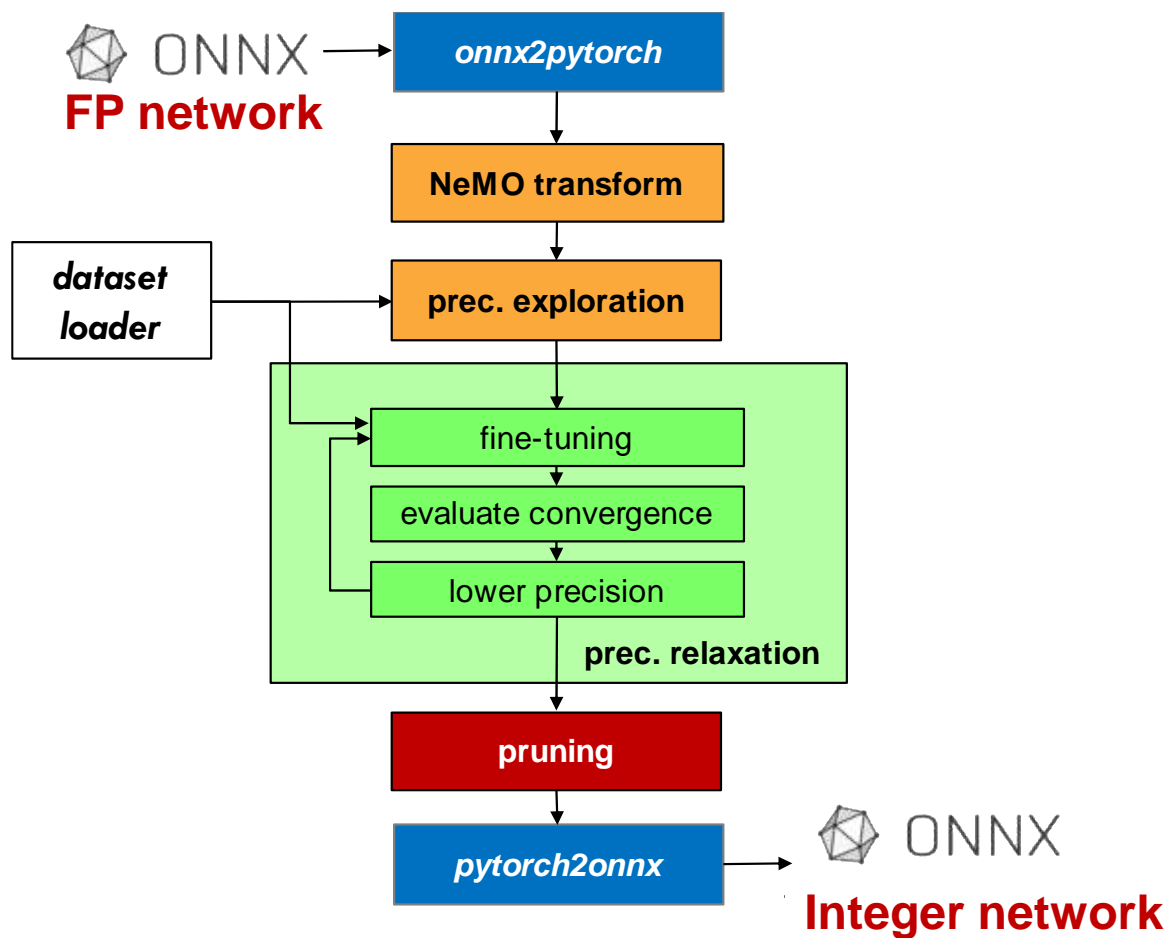 ONNX
FP network
onnx2pytorch
NeMO transform
dataset
loader
prec. exploration
fine-tuning
evaluate convergence
lower precision
prec. relaxation
pruning
pytorch2onnx
ONNX
Integer network